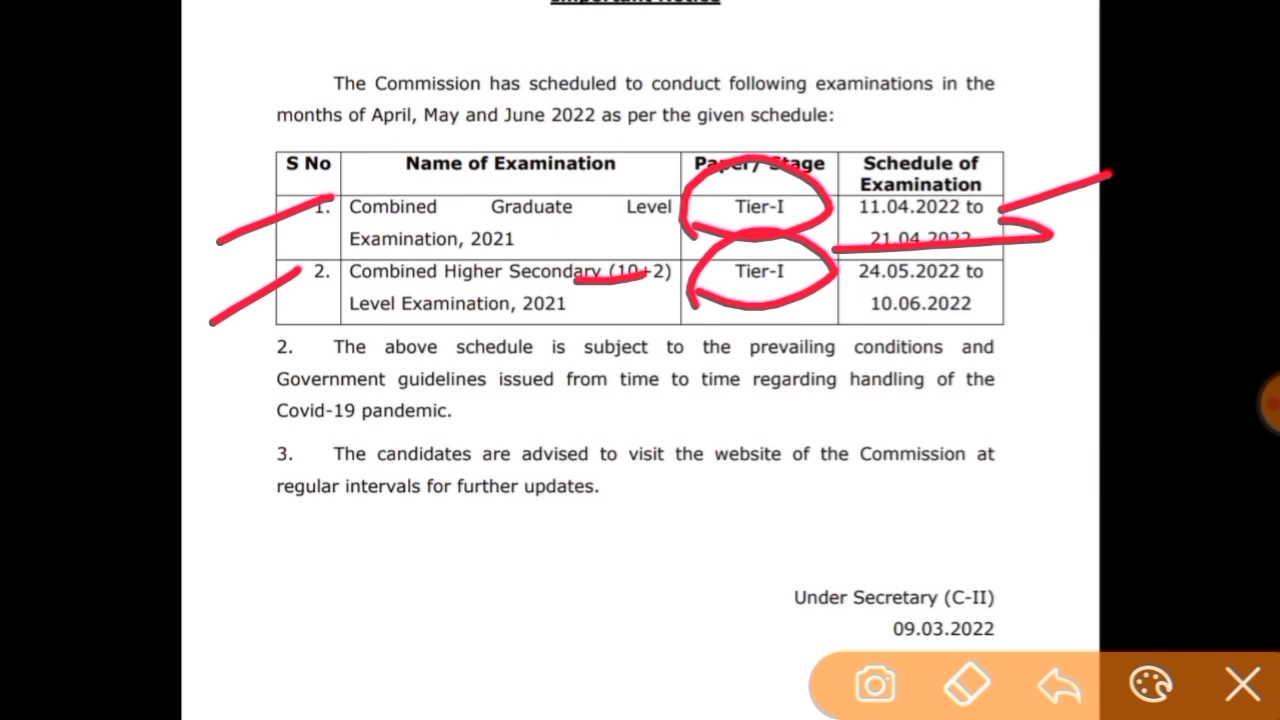 Important Notice
The Commission has scheduled to conduct following examinations in the
months of April, May and June 2022 as per the given schedule:
S No Name of Examination Paper/ Stage Schedule of
Examination
1. Combined Graduate Level Tier-I 11.04.2022 to
Examination, 2021 21.04.2022
2. Combined Higher Secondary (10+2) Tier-I 24.05.2022 to
Level Examination, 2021 10.06.2022
2. The above schedule is subject to the prevailing conditions and
Government guidelines issued from time to time regarding handling of the
Covid-19 pandemic.
3. The candidates are advised to visit the website of the Commission at
regular intervals for further updates.
Under Secretary (C-II)
09.03.2022